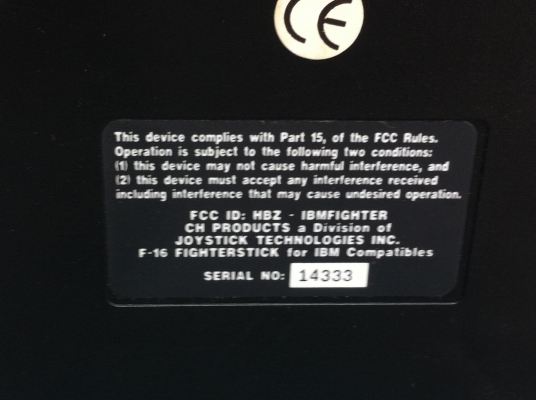 CE
This device complies with Part 15, of the FCC Rules.
Operation is subject to the following two conditions:
(1) this device may not cause harmful interference, and
(2) this device must accept any interference received
including interference that may cause undesired operation.
FCC ID: HBZ - IBMFIGHTER
CH PRODUCTS a Division of
JOYSTICK TECHNOLOGIES INC.
F-16 FIGHTERSTICK for IBM Compatibles
SERIAL NO: 14333